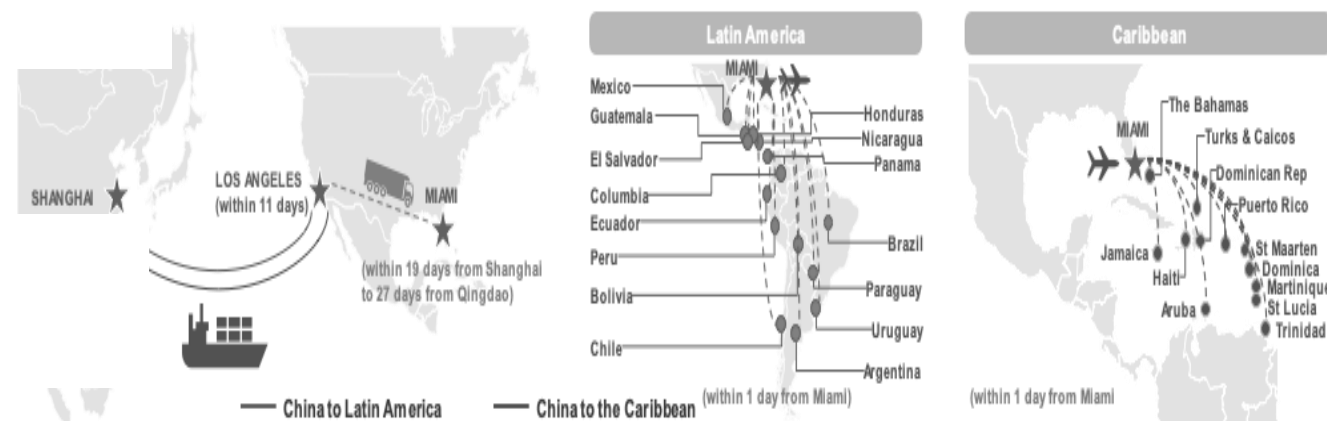 SHANGHAI
LOS ANGELES
(within 11 days)
MIAMI
(within 19 days from Shanghai
to 27 days from Qingdao)
China to Latin America
China to the Caribbean
Latin America
MIAMI
Mexico
Guatemala
El Salvador
Columbia
Ecuador
Peru
Bolivia
Chile
Honduras
Nicaragua
Panama
Brazil
Paraguay
Uruguay
Argentina
(within 1 day from Miami)
Caribbean
MIAMI
The Bahamas
Turks & Caicos
Dominican Rep
Puerto Rico
Jamaica
Haiti
Aruba
St Maarten
Dominica
Martinique
St Lucia
Trinidad
(within 1 day from Miami